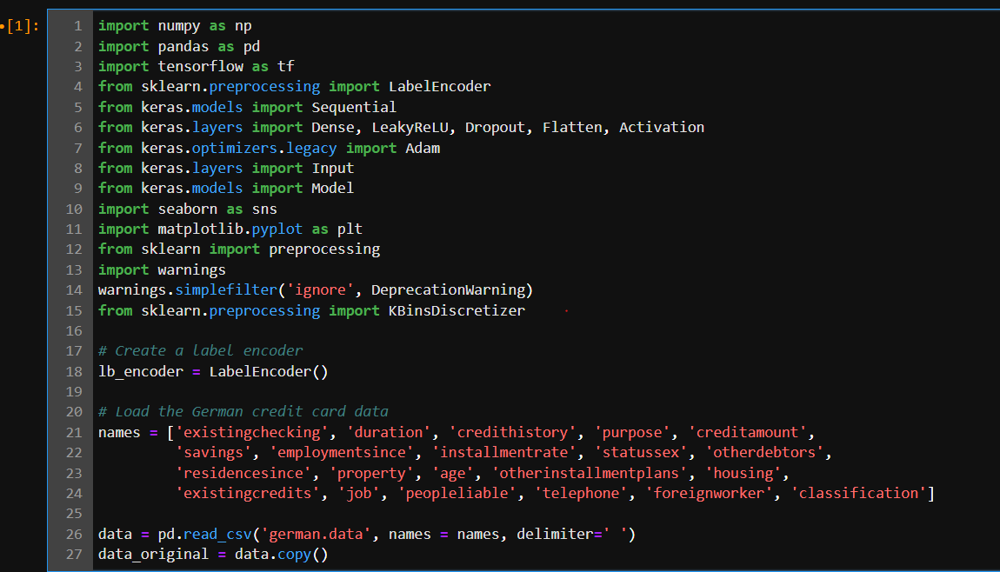 [1]:
1 import numpy as np
2 import pandas as pd
3 import tensorflow as tf
4 from sklearn.preprocessing import LabelEncoder
5 from keras.models import Sequential
6 from keras.layers import Dense, LeakyReLU, Dropout, Flatten, Activation
7 from keras.optimizers.legacy import Adam
8 from keras.layers import Input
9 from keras.models import Model
10 import seaborn as sns
11 import matplotlib.pyplot as plt
12 from sklearn import preprocessing
13 import warnings
14 warnings.simplefilter('ignore', DeprecationWarning)
15 from sklearn.preprocessing import KBinsDiscretizer
16
17 # Create a label encoder
18 lb_encoder = LabelEncoder()
19
20 # Load the German credit card data
21 names = ['existingchecking', 'duration', 'credithistory', 'purpose', 'creditamount',
22          'savings', 'employmentsince', 'installmentrate', 'statussex', 'otherdebtors',
23          'residencesince', 'property', 'age', 'otherinstallmentplans', 'housing',
24          'existingcredits', 'job', 'peopleliable', 'telephone', 'foreignworker', 'classification']
25
26 data = pd.read_csv('german.data', names = names, delimiter=' ')
27 data_original = data.copy()